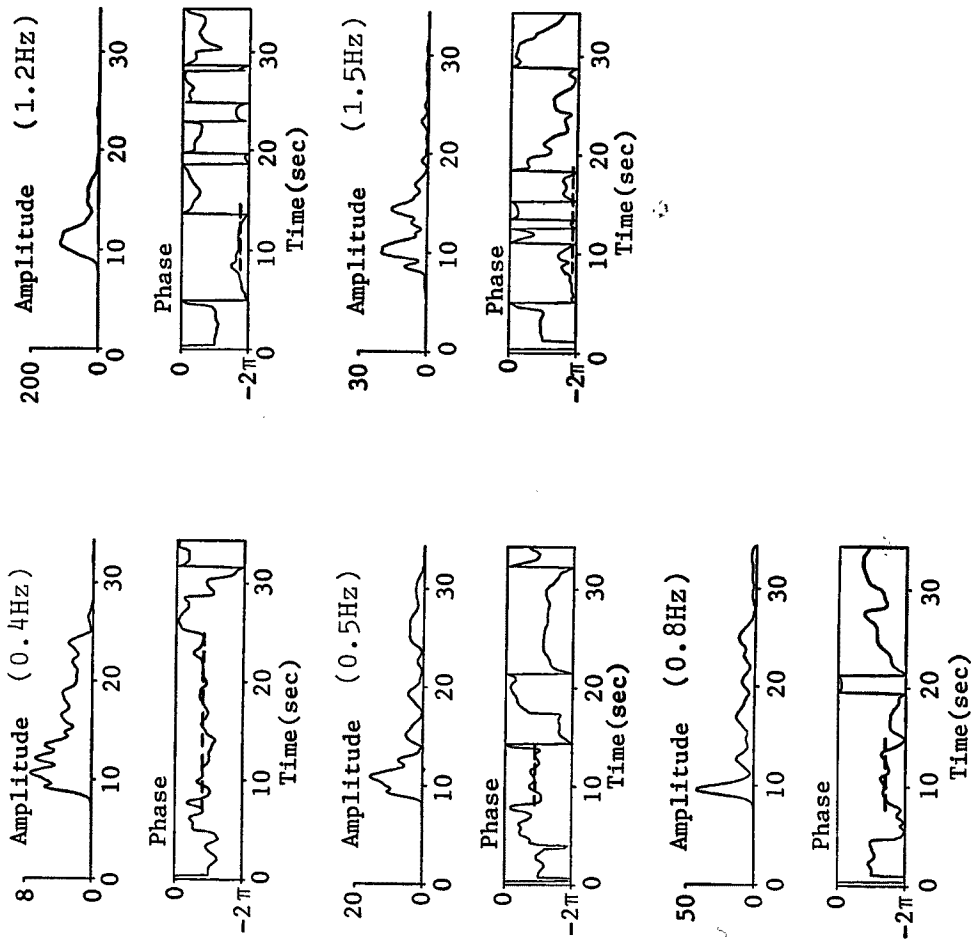 Amplitude (0.4Hz)
8
0
0 10 20 30
Phase
0
-2π
0 10 20 30
Time(sec)
Amplitude (0.5Hz)
20
0
0 10 20 30
Phase
0
-2π
0 10 20 30
Time(sec)
Amplitude (0.8Hz)
50
0
0 10 20 30
Phase
0
-2π
0 10 20 30
Time(sec)
Amplitude (1.2Hz)
200
0
0 10 20 30
Phase
0
-2π
0 10 20 30
Time(sec)
Amplitude (1.5Hz)
30
0
0 10 20 30
Phase
0
-2π
0 10 20 30
Time(sec)